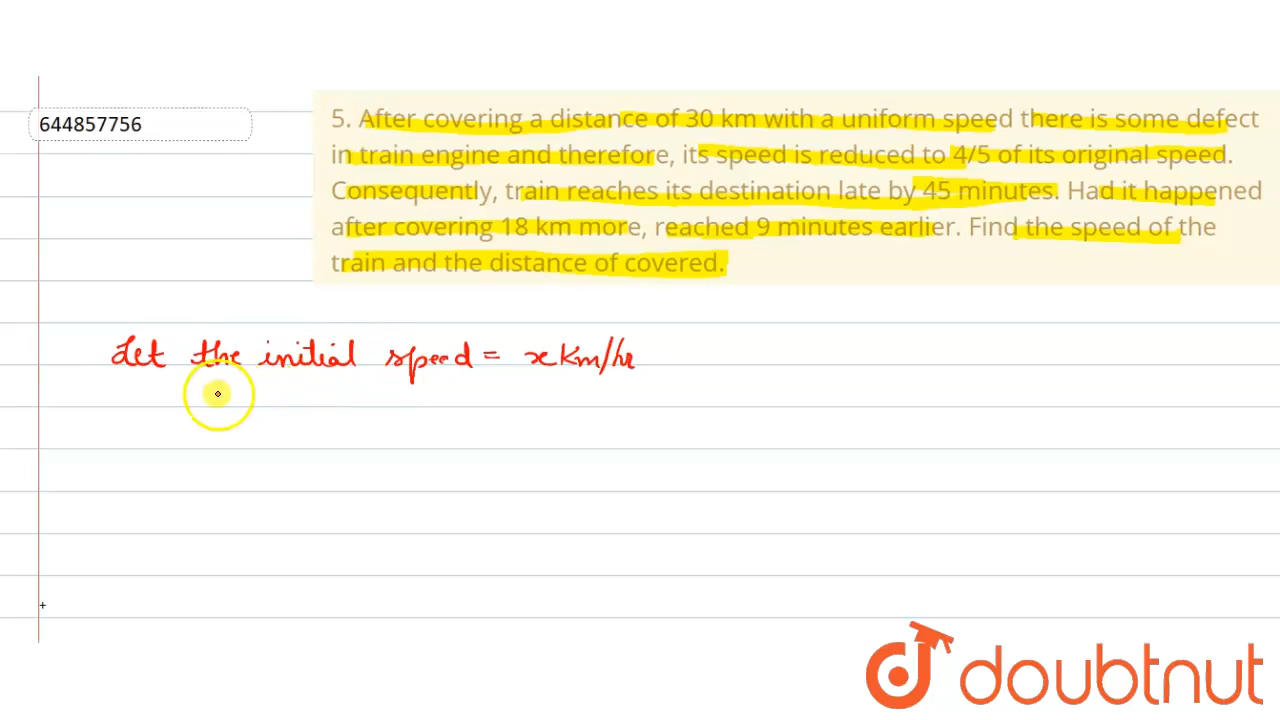 644857756
5. After covering a distance of 30 km with a uniform speed there is some defect
in train engine and therefore, its speed is reduced to 4/5 of its original speed.
Consequently, train reaches its destination late by 45 minutes. Had it happened
after covering 18 km more, reached 9 minutes earlier. Find the speed of the
train and the distance of covered.
Let the initial speed = x Km/hr
doubtnut